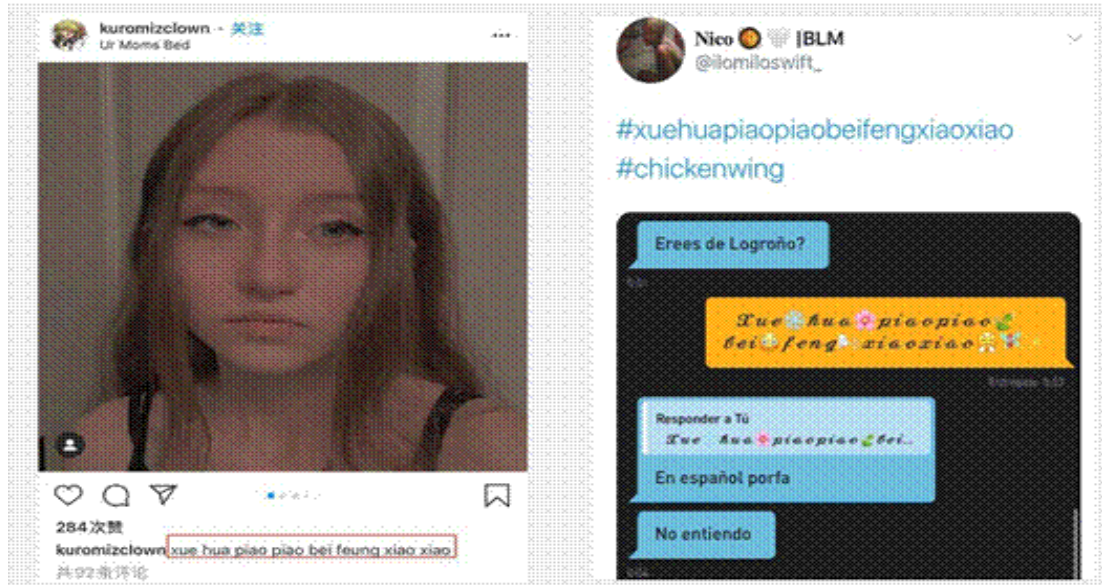 kuromizclown · 关注
Ur Moms Bed
284次赞
kuromizclown xue hua piao piao bei feung xiao xiao
共92条评论
Nico |BLM
@ilomiloswift_
#xuehuapiaopiaobeifengxiaoxiao
#chickenwing
Erees de Logroño?
𝓧𝓾𝓮❄️𝓱𝓾𝓪🌸𝓹𝓲𝓪𝓸𝓹𝓲𝓪𝓸🍃
𝓫𝓮𝓲 𝓯𝓮𝓷𝓰 𝔁𝓲𝓪𝓸𝔁𝓲𝓪𝓸
Responder a Tú
𝓧𝓾𝓮 𝓱𝓾𝓪🌸𝓹𝓲𝓪𝓸𝓹𝓲𝓪𝓸🍃𝓫𝓮𝓲...
En español porfa
No entiendo